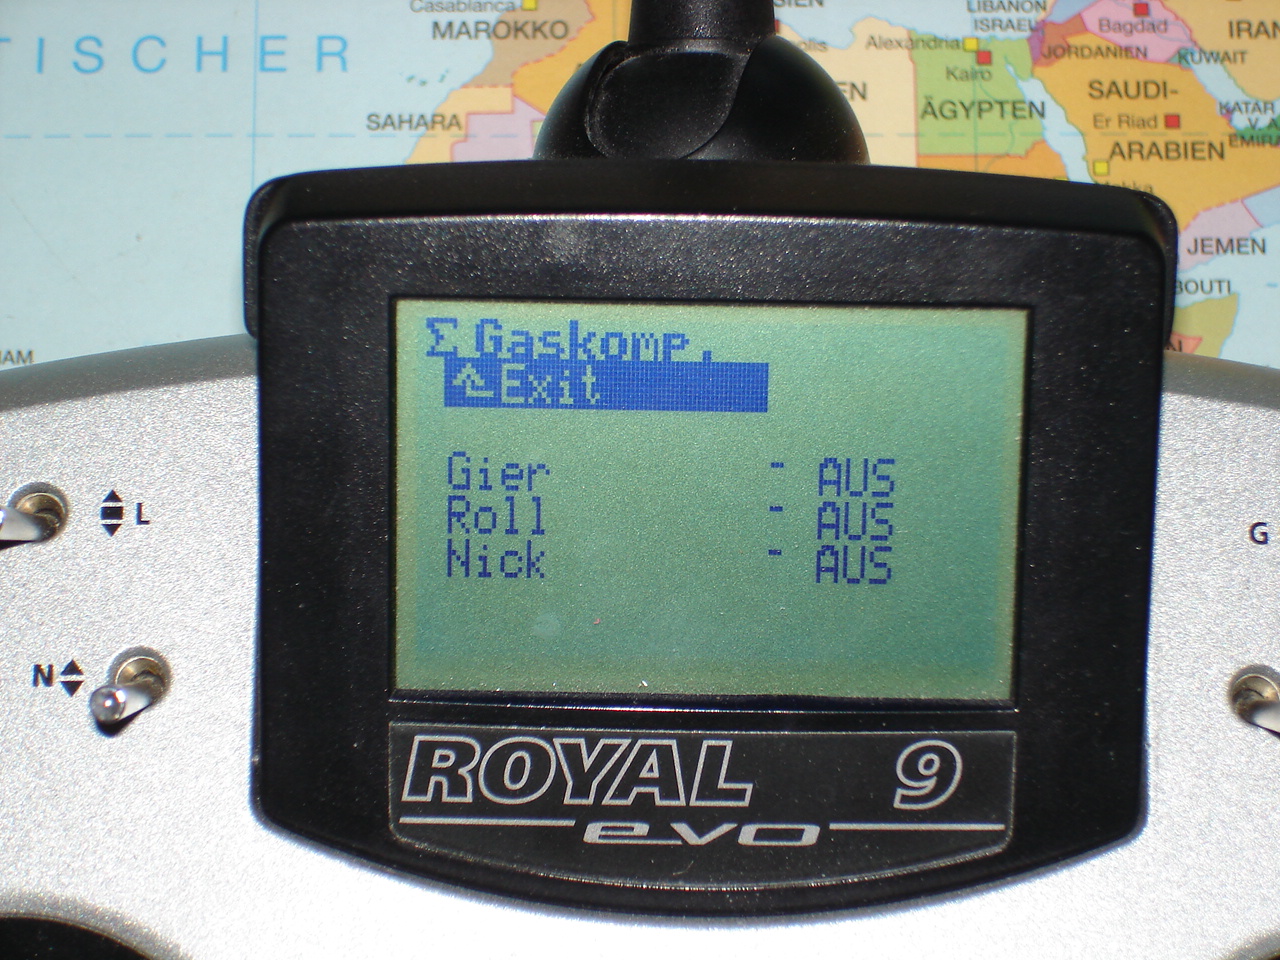 Casablanca
MAROKKO
TISCHER
SAHARA
LIBANON
ISRAEL
Bagdad
IRAN
Alexandria
JORDANIEN
KUWAIT
Kairo
ÄGYPTEN
SAUDI-
ARABIEN
KATAR
Er Riad
JEMEN
Σ Gaskomp.
Exit
Gier - AUS
Roll - AUS
Nick - AUS
L
N
G
ROYAL 9
evo